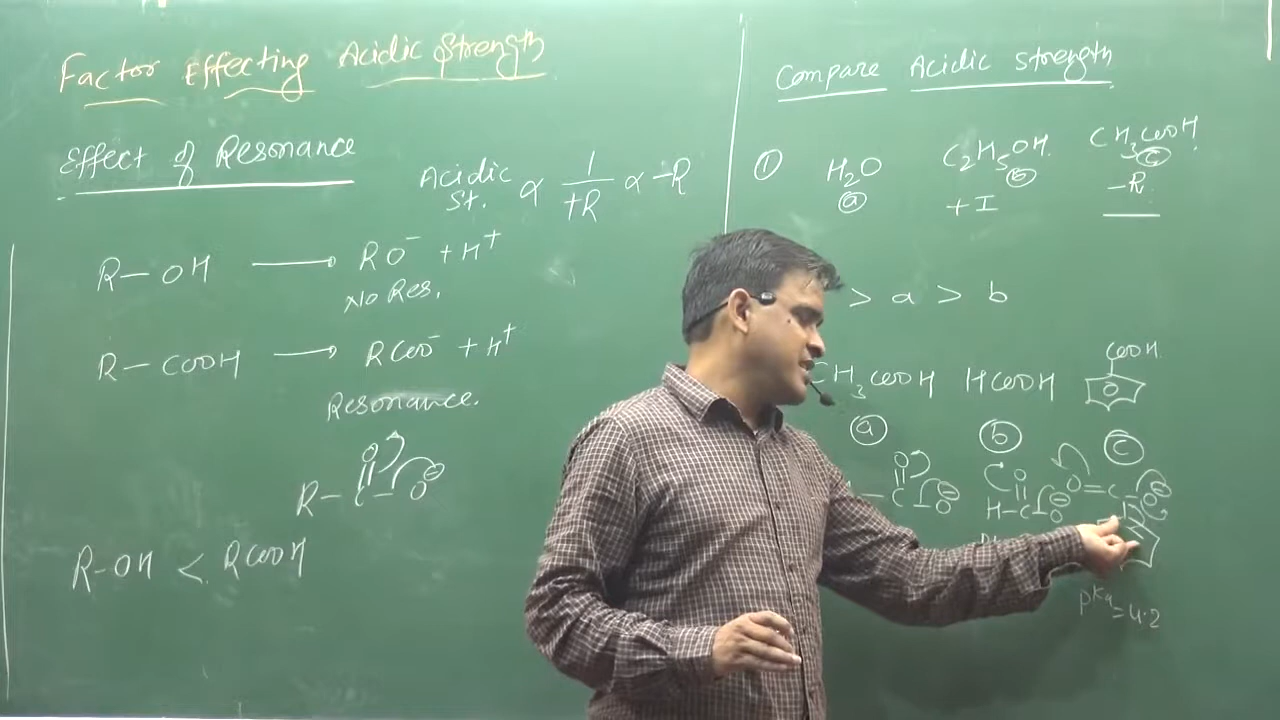 Factor Effecting Acidic Strength
Effect of Resonance
Acidic St. ∝ 1/+R ∝ -R
R-OH ⟶ RO⁻ + H⁺
No Res.
R-COOH ⟶ RCOO⁻ + H⁺
Resonance.
R-C
O
O⊖
R-OH < RCOOH
Compare Acidic Strength
① H₂O C₂H₅OH CH₃COOH
ⓐ ⓑ ⓒ
+I -R
> a > b
CH₃COOH HCOOH COOH
ⓐ ⓑ ⓒ
O O O
-C O⊖ H-C O⊖ =C O⊖
pKa = 4.2